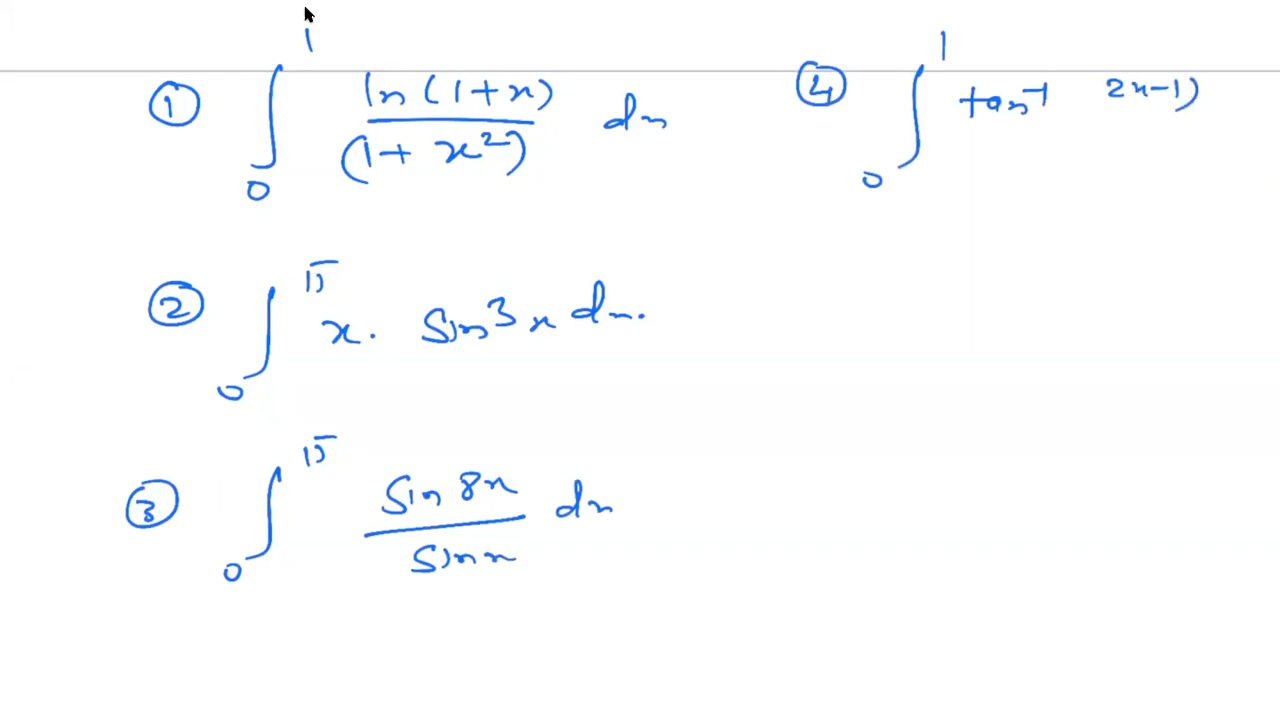 ① ∫₀¹ ln(1+x) / (1+x²) dx
② ∫₀^π x. Sin³x dx.
③ ∫₀^π Sin 8x / Sin x dx
④ ∫₀¹ tan⁻¹ 2x-1)